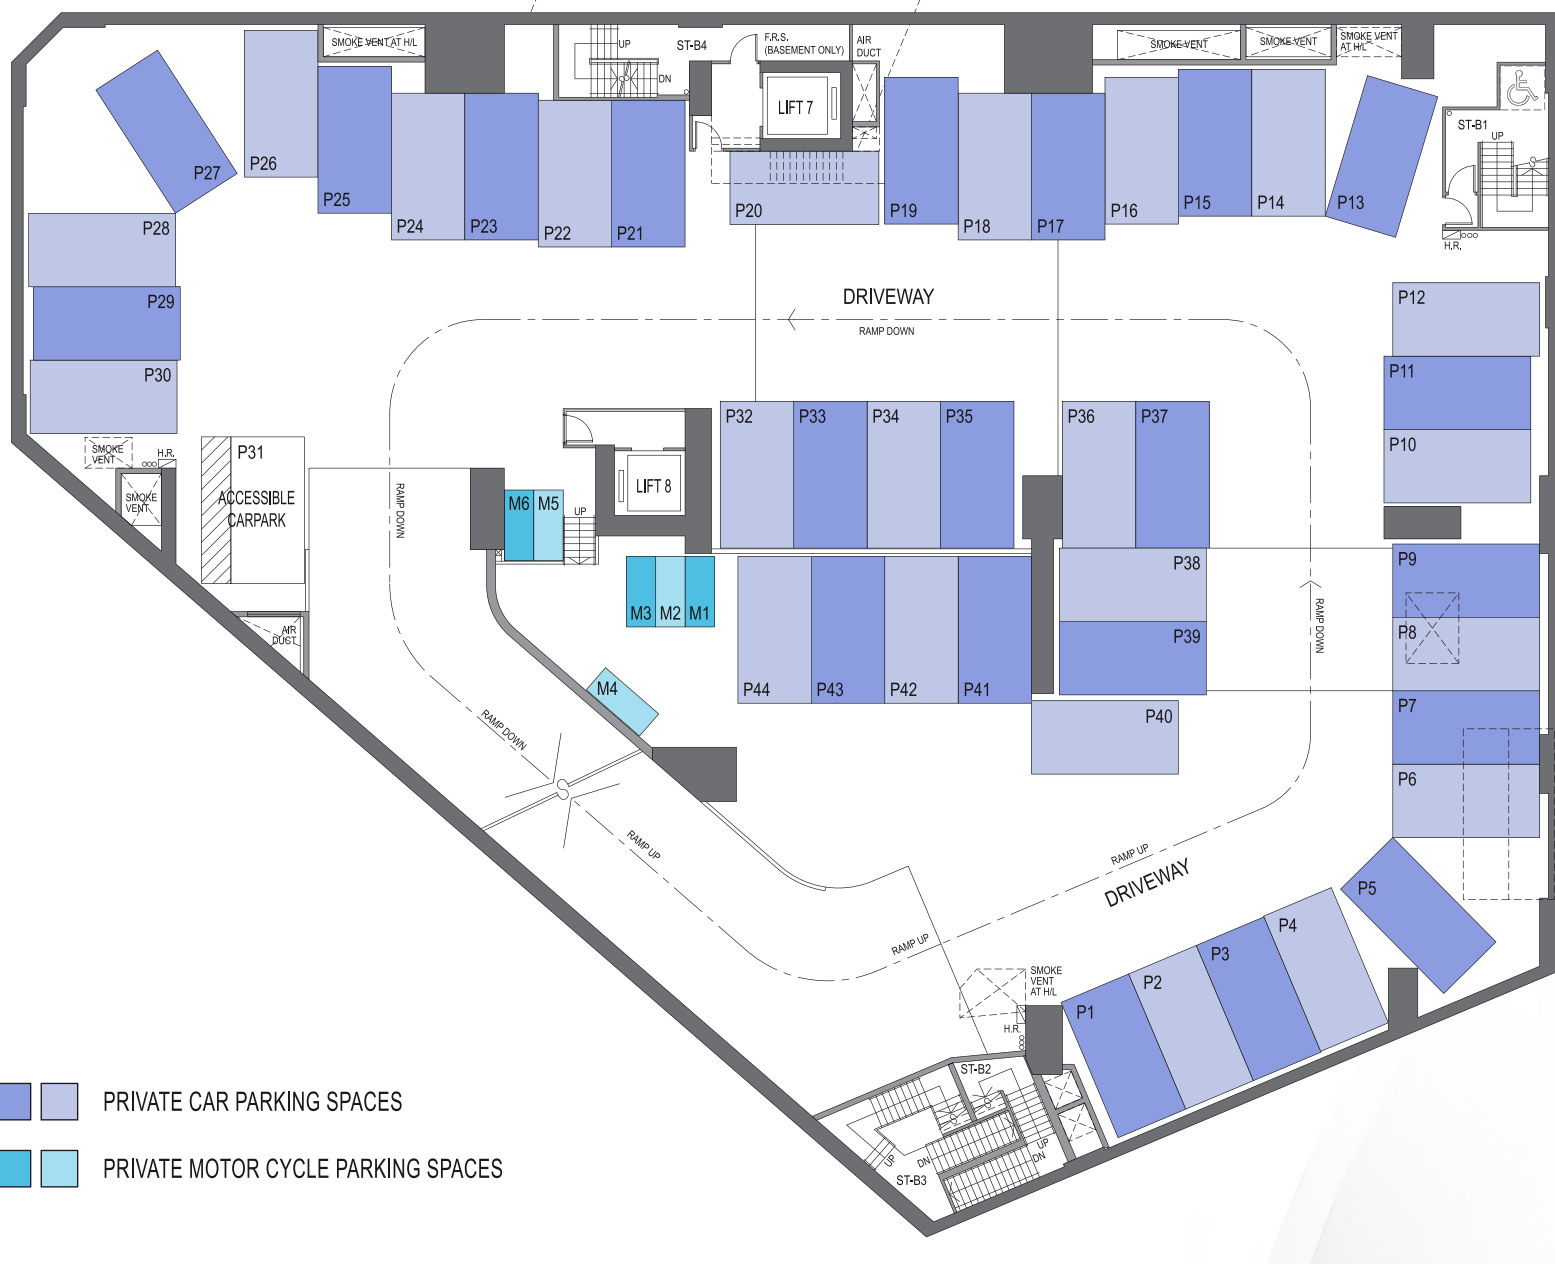 SMOKE VENT AT H/L
UP
ST-B4
DN
F.R.S.
(BASEMENT ONLY)
AIR
DUCT
LIFT 7
SMOKE VENT
SMOKE VENT
SMOKE VENT
AT H/L
ST-B1
UP
H.R.
P27
P26
P25
P24
P23
P22
P21
P20
P19
P18
P17
P16
P15
P14
P13
P28
P29
P30
DRIVEWAY
RAMP DOWN
P12
P11
P10
P31
ACCESSIBLE
CARPARK
SMOKE
VENT
H.R.
SMOKE
VENT
AIR
DUCT
RAMP DOWN
M6
M5
UP
LIFT 8
M3
M2
M1
M4
P32
P33
P34
P35
P36
P37
P38
P39
P40
P44
P43
P42
P41
P9
P8
P7
P6
P5
RAMP DOWN
RAMP DOWN
RAMP UP
RAMP UP
DRIVEWAY
RAMP UP
P4
P3
P2
P1
SMOKE
VENT
AT H/L
H.R.
ST-B2
UP
DN
UP
DN
ST-B3
PRIVATE CAR PARKING SPACES
PRIVATE MOTOR CYCLE PARKING SPACES